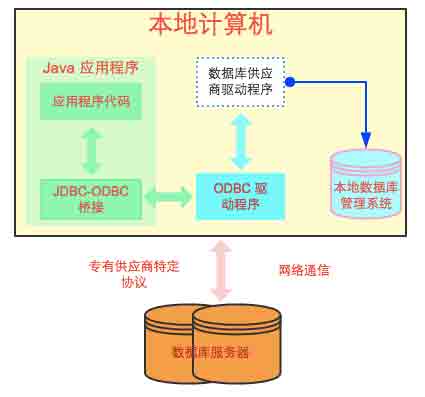 本地计算机
Java 应用程序
应用程序代码
数据库供应
商驱动程序
JDBC-ODBC
桥接
ODBC 驱
动程序
本地数据库
管理系统
专有供应商特定
协议
网络通信
数据库服务器